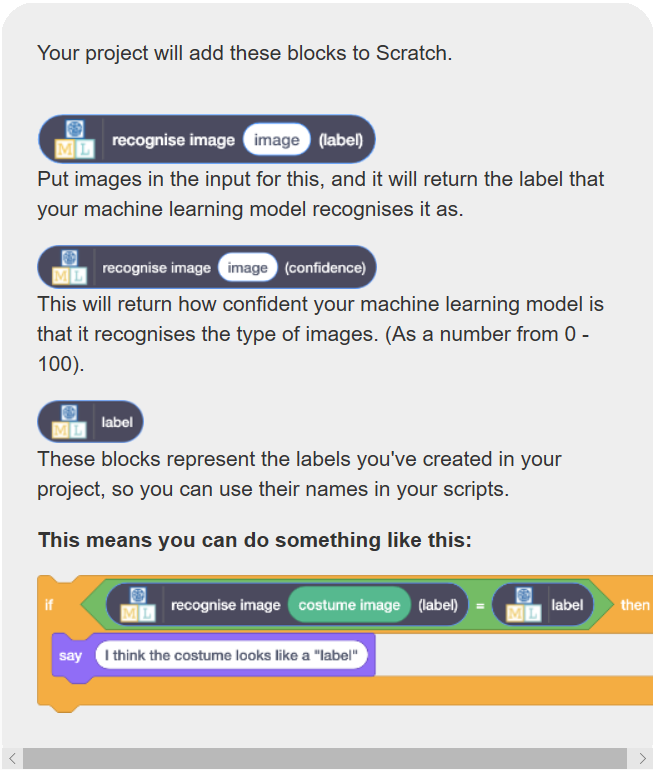 Your project will add these blocks to Scratch.
M L recognise image image (label)
Put images in the input for this, and it will return the label that
your machine learning model recognises it as.
M L recognise image image (confidence)
This will return how confident your machine learning model is
that it recognises the type of images. (As a number from 0 -
100).
M L label
These blocks represent the labels you've created in your
project, so you can use their names in your scripts.
This means you can do something like this:
if M L recognise image costume image (label) = M L label then
say I think the costume looks like a "label"